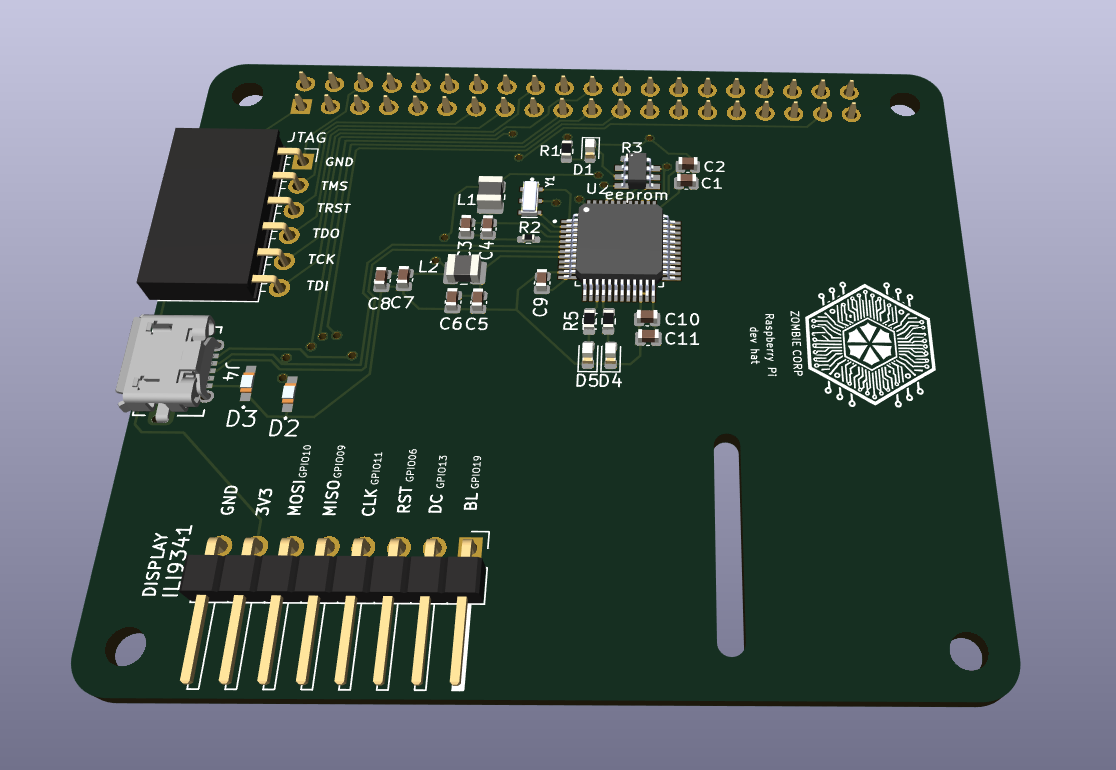 JTAG
GND
TMS
TRST
TDO
TCK
TDI
R1
D1
R3
C2
C1
U2
eeprom
Y1
L1
R2
C3
C4
L2
C8
C7
C6
C5
C9
R5
C10
C11
D5
D4
J4
D3
D2
ZOMBIE CORP
Raspberry Pi
dev hat
GND
3V3
MOSI GPIO10
MISO GPIO09
CLK GPIO11
RST GPIO06
DC GPIO13
BL GPIO19
DISPLAY
ILI9341